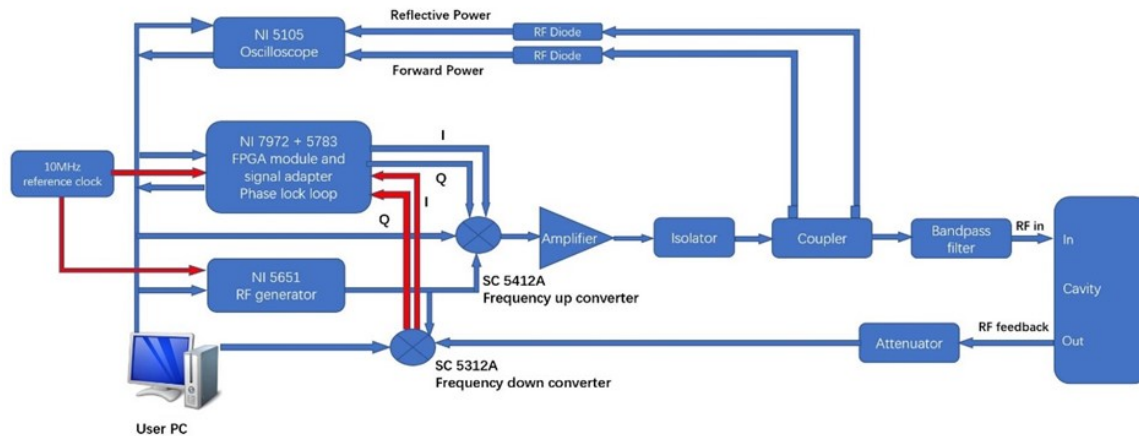 Reflective Power
RF Diode
NI 5105
Oscilloscope
RF Diode
Forward Power
NI 7972 + 5783
FPGA module and
signal adapter
Phase lock loop
I
Q
10MHz
reference clock
Q
I
Amplifier
Isolator
Coupler
Bandpass
filter
RF in
In
Cavity
Out
NI 5651
RF generator
SC 5412A
Frequency up converter
RF feedback
Attenuator
SC 5312A
Frequency down converter
User PC